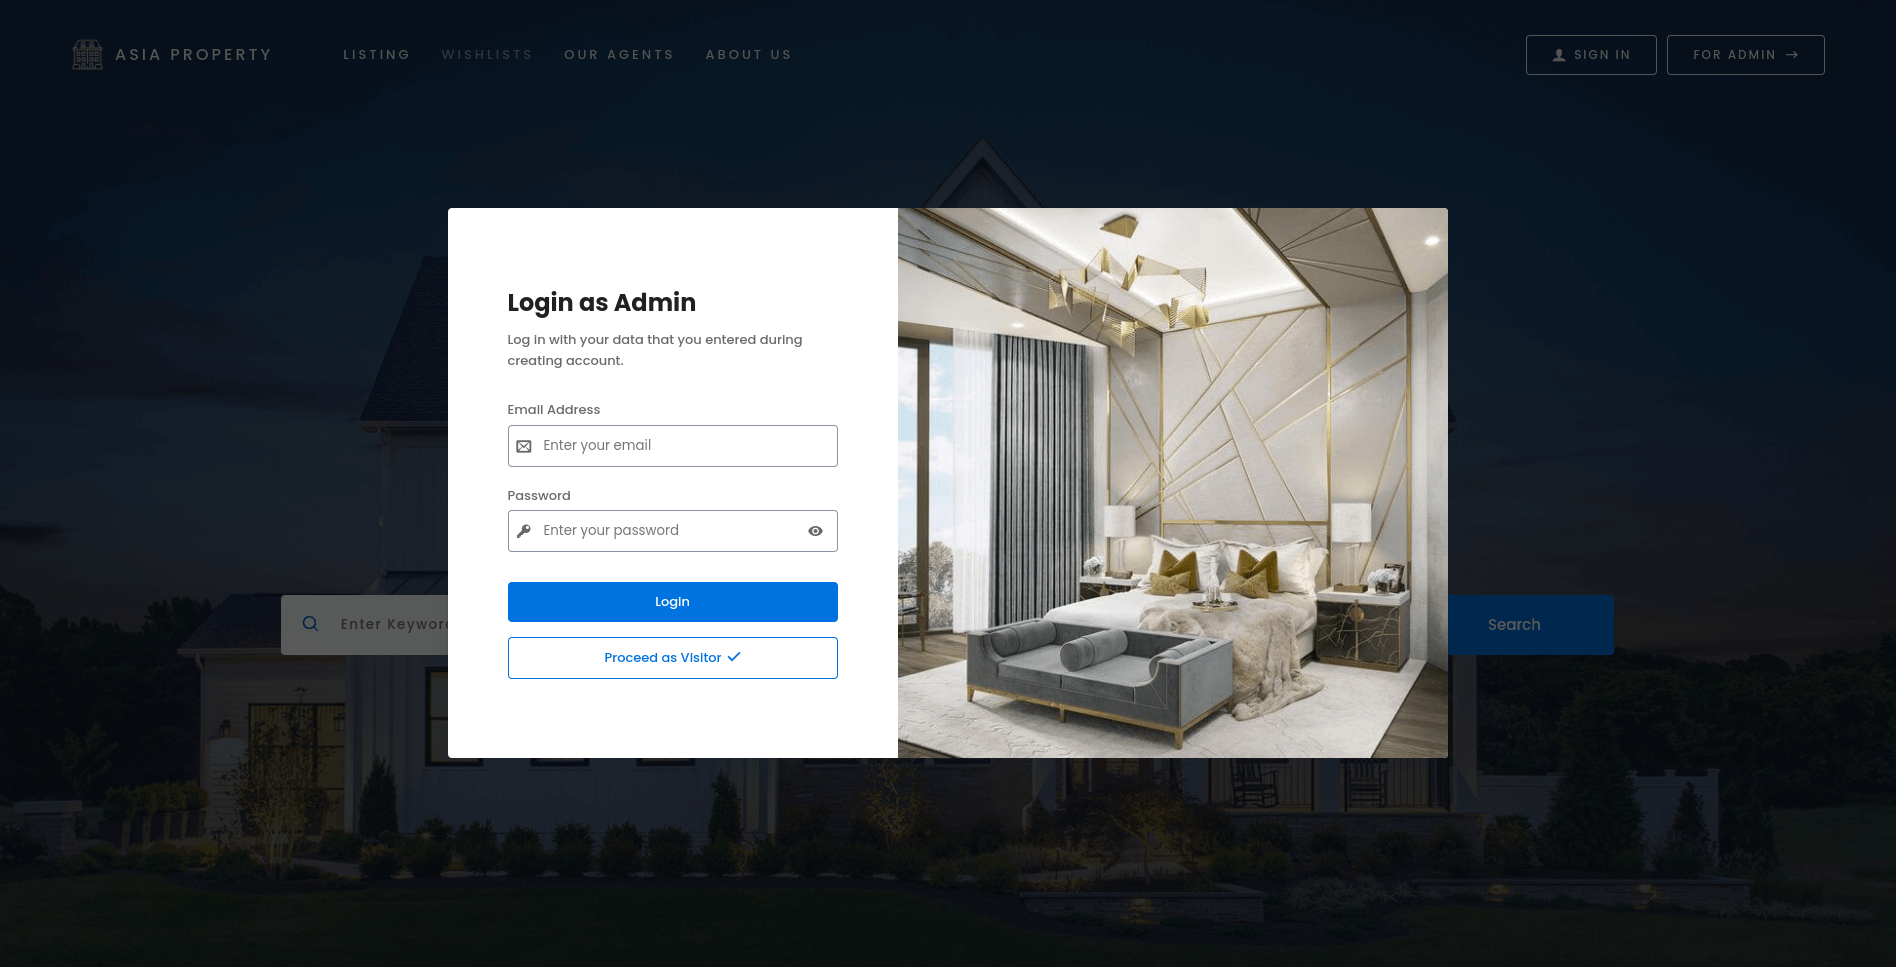 ASIA PROPERTY
LISTING
WISHLISTS
OUR AGENTS
ABOUT US
SIGN IN
FOR ADMIN →
Login as Admin
Log in with your data that you entered during
creating account.
Email Address
Enter your email
Password
Enter your password
Login
Proceed as Visitor
Enter Keywor
Search